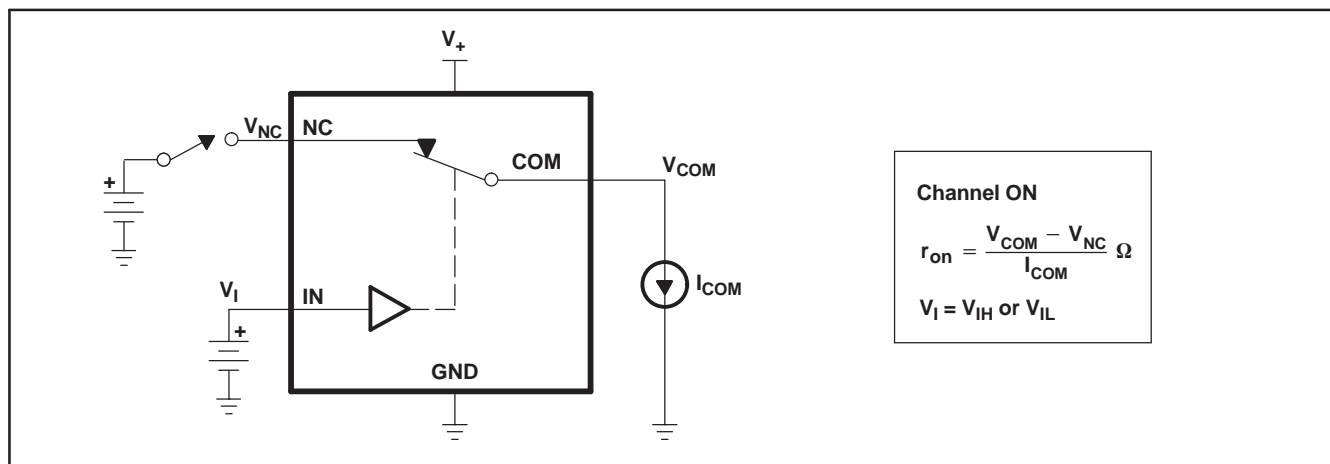 V+
VNC NC
COM
VCOM
+
ICOM
VI IN
+
GND
Channel ON
ron = VCOM − VNC / ICOM Ω
VI = VIH or VIL